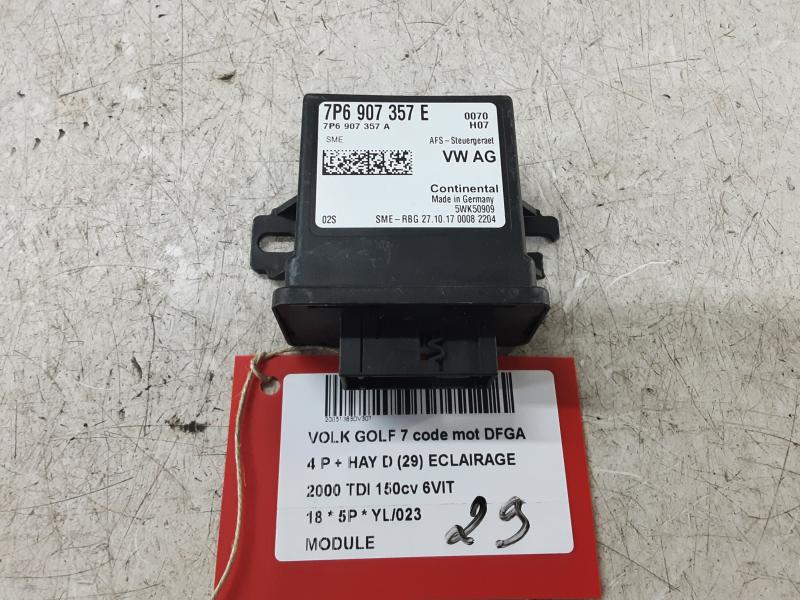 7P6 907 357 E
0070
7P6 907 357 A
H07
SME
AFS-Steuergeraet
VW AG
Continental
Made in Germany
5WK50909
02S
SME-RBG 27.10.17 0008 2204
VOLK GOLF 7 code mot DFGA
4 P + HAY D (29) ECLAIRAGE
2000 TDI 150cv 6VIT
18 * 5P * YL/023
MODULE
29